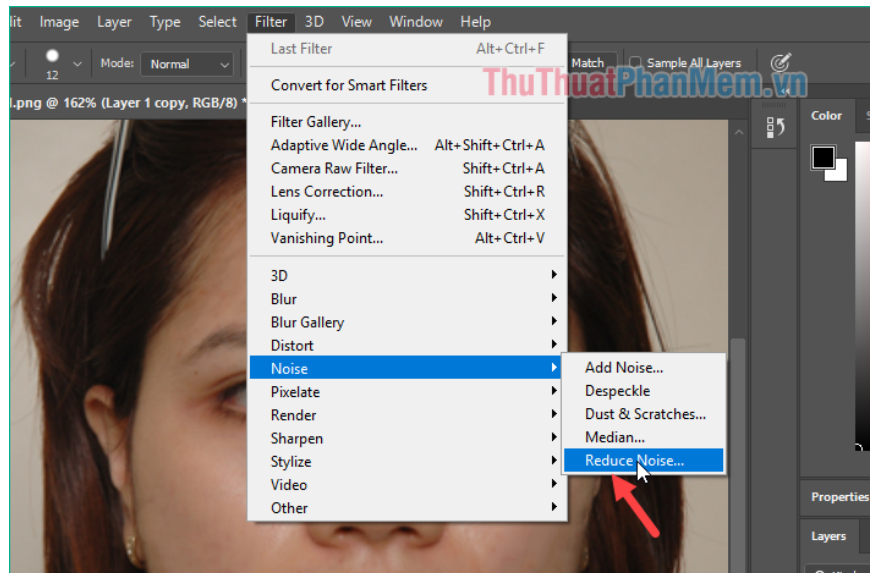 lit Image Layer Type Select Filter 3D View Window Help
12 Mode: Normal Match Sample All Layers
l.png @ 162% (Layer 1 copy, RGB/8) *
ThuThuatPhanMem.vn
Last Filter Alt+Ctrl+F
Convert for Smart Filters
Filter Gallery...
Adaptive Wide Angle... Alt+Shift+Ctrl+A
Camera Raw Filter... Shift+Ctrl+A
Lens Correction... Shift+Ctrl+R
Liquify... Shift+Ctrl+X
Vanishing Point... Alt+Ctrl+V
3D
Blur
Blur Gallery
Distort
Noise
Pixelate
Render
Sharpen
Stylize
Video
Other
Add Noise...
Despeckle
Dust & Scratches...
Median...
Reduce Noise...
Color
Properties
Layers